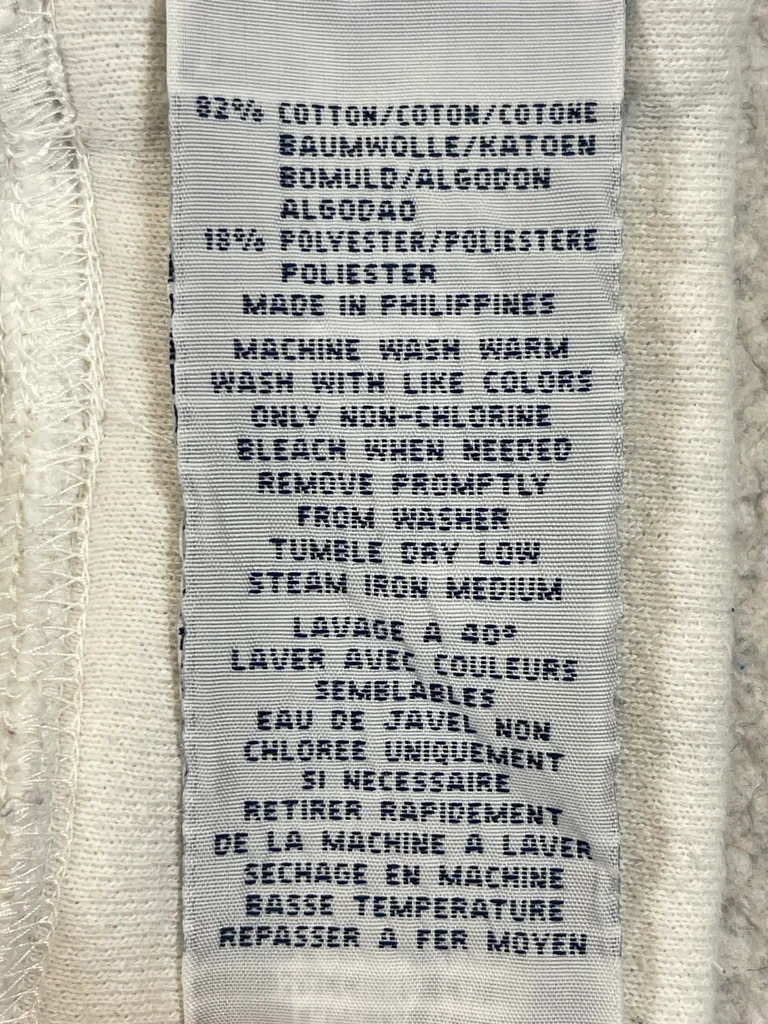 82% COTTON/COTON/COTONE
BAUMWOLLE/KATOEN
BOMULD/ALGODON
ALGODAO
18% POLYESTER/POLIESTERE
POLIESTER
MADE IN PHILIPPINES
MACHINE WASH WARM
WASH WITH LIKE COLORS
ONLY NON-CHLORINE
BLEACH WHEN NEEDED
REMOVE PROMPTLY
FROM WASHER
TUMBLE DRY LOW
STEAM IRON MEDIUM
LAVAGE A 40°
LAVER AVEC COULEURS
SEMBLABLES
EAU DE JAVEL NON
CHLOREE UNIQUEMENT
SI NECESSAIRE
RETIRER RAPIDEMENT
DE LA MACHINE A LAVER
SECHAGE EN MACHINE
BASSE TEMPERATURE
REPASSER A FER MOYEN